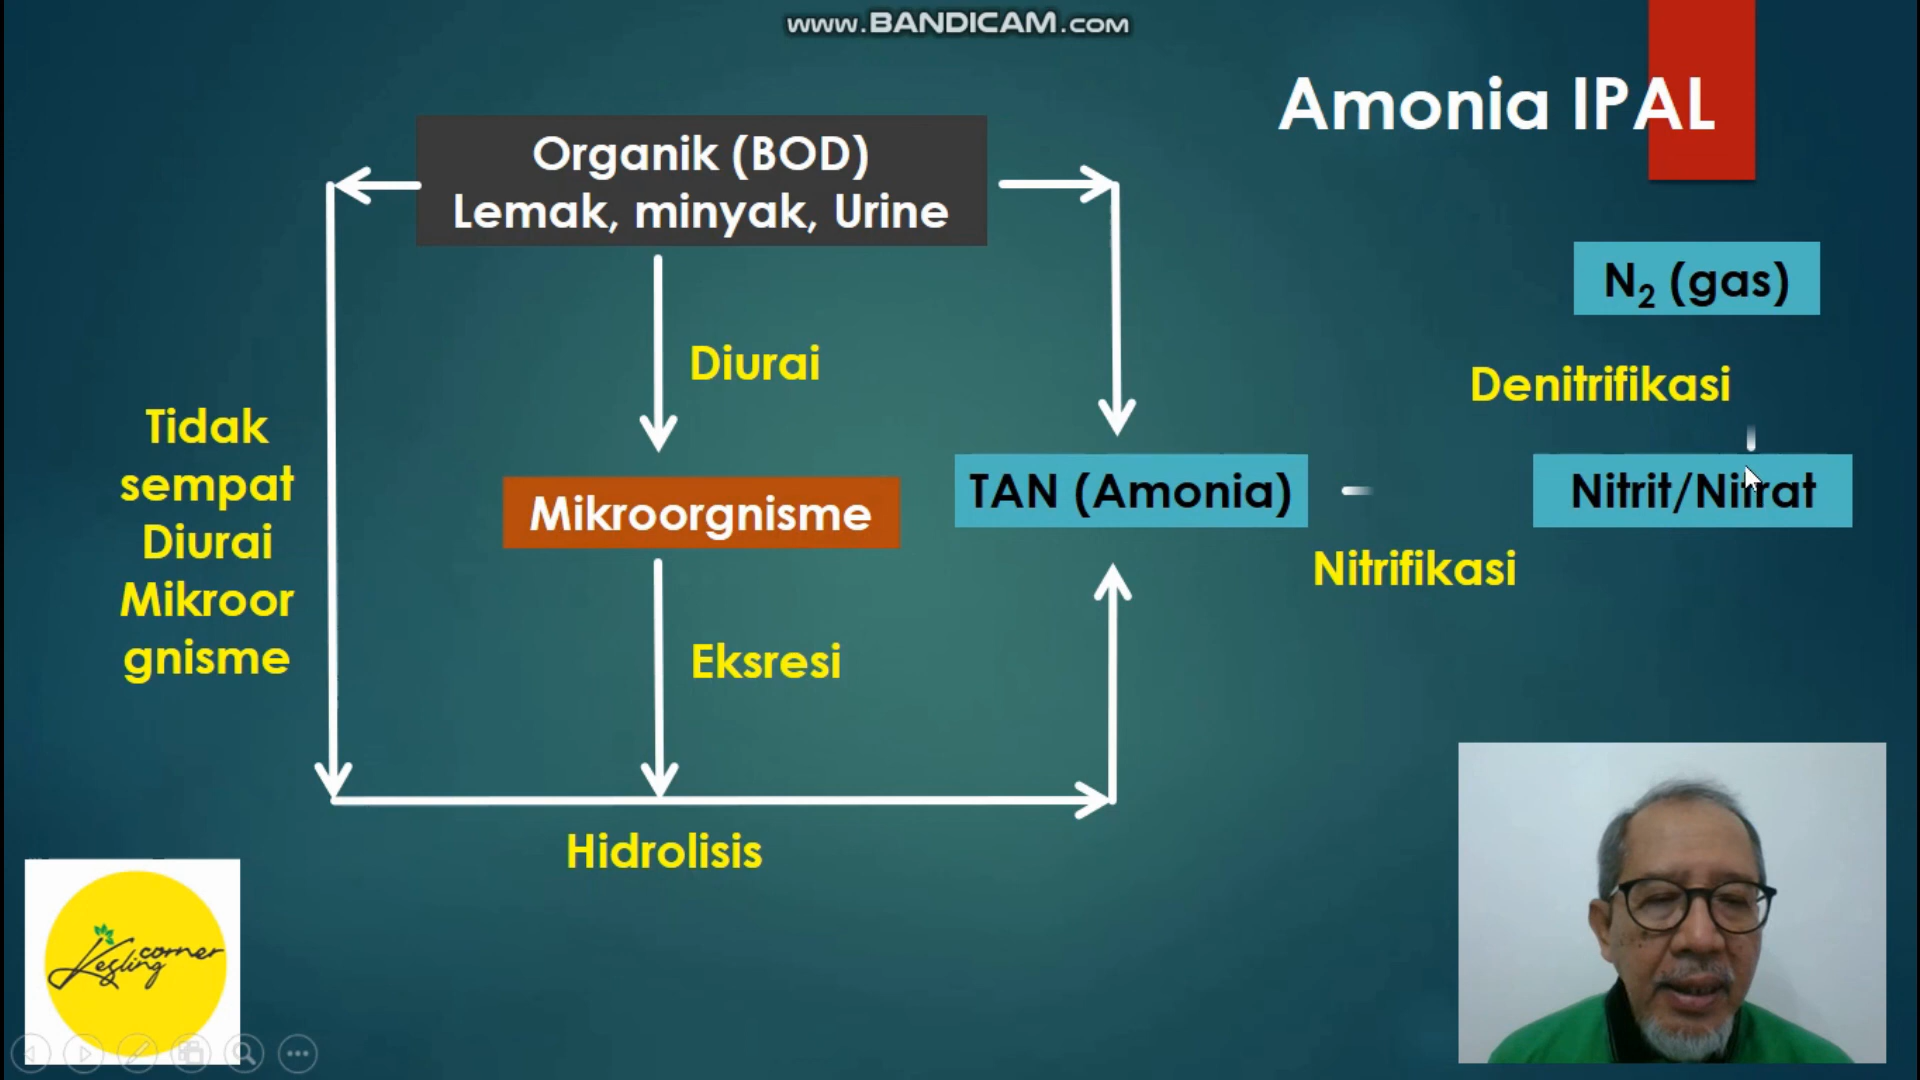 www.BANDICAM.com
Amonia IPAL
Organik (BOD)
Lemak, minyak, Urine
N₂ (gas)
Diurai
Denitrifikasi
Tidak
sempat
Diurai
Mikroor
gnisme
Mikroorgnisme
TAN (Amonia)
Nitrit/Nitrat
Nitrifikasi
Eksresi
Hidrolisis
Kesling
corner